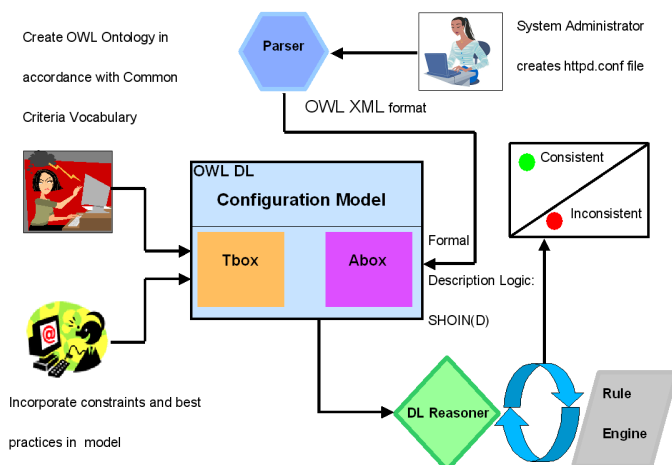 Create OWL Ontology in
accordance with Common
Criteria Vocabulary
Parser
System Administrator
creates httpd.conf file
OWL XML format
OWL DL
Configuration Model
Tbox
Abox
Formal
Description Logic:
SHOIN(D)
Consistent
Inconsistent
@
Incorporate constraints and best
practices in model
DL Reasoner
Rule
Engine